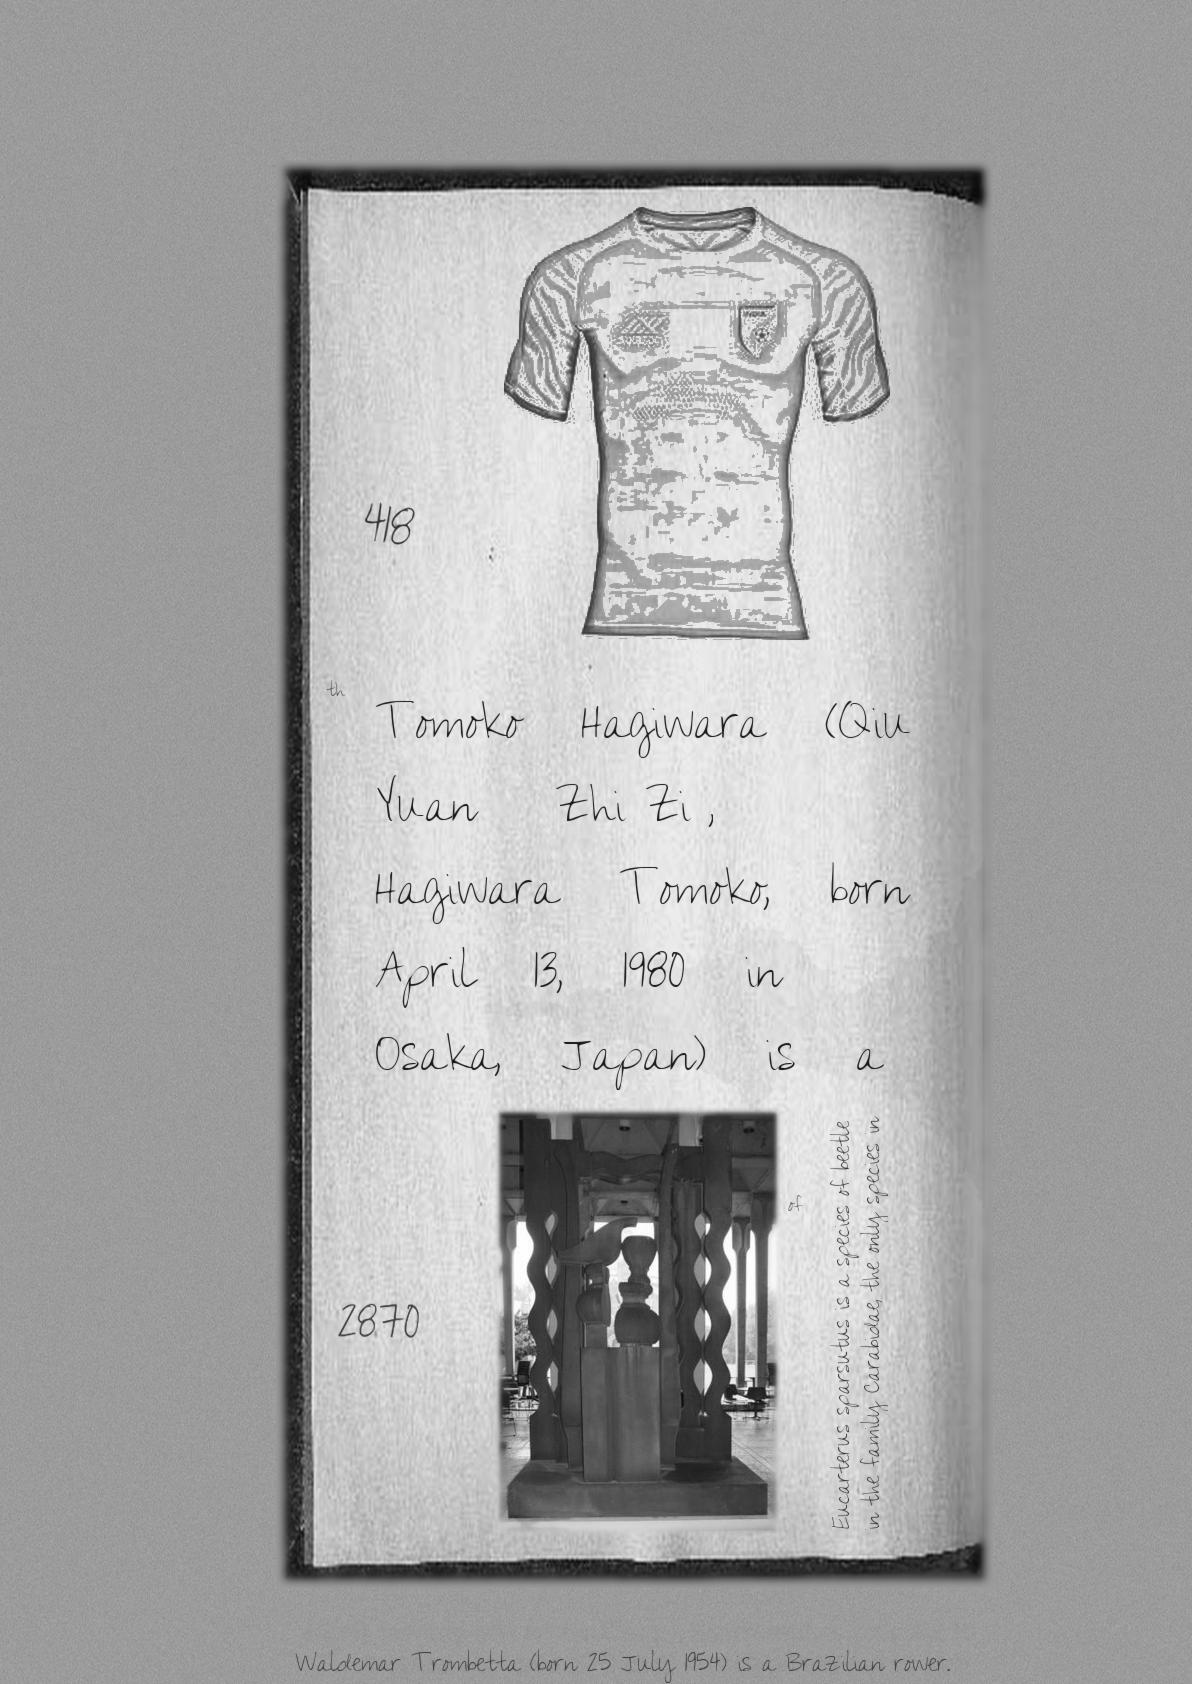 418
th
Tomoko Hagiwara (Qiu
Yuan Zhi Zi ,
Hagiwara Tomoko, born
April 13, 1980 in
Osaka, Japan) is a
of
Eucarterus sparsutus is a species of beetle
in the family Carabidae, the only species in
2870
Waldemar Trombetta (born 25 July 1954) is a Brazilian rower.